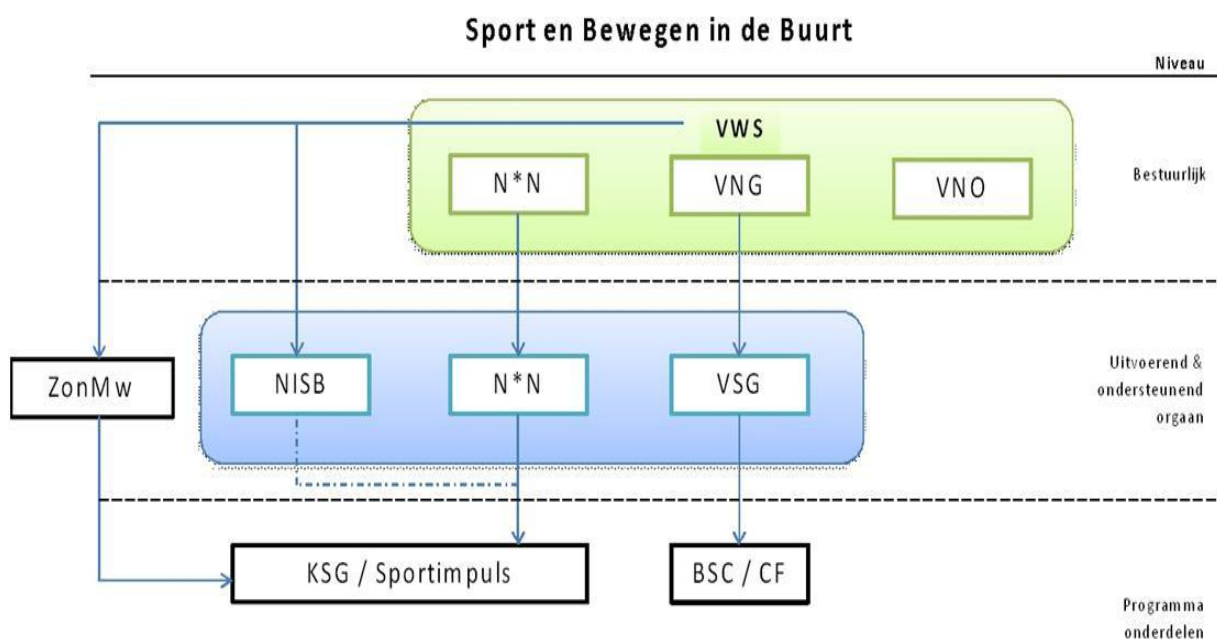 Sport en Bewegen in de Buurt
Niveau
VWS
N*N
VNG
VNO
Bestuurlijk
ZonMw
NISB
N*N
VSG
Uitvoerend &
ondersteunend
orgaan
KSG / Sportimpuls
BSC / CF
Programma
onderdelen